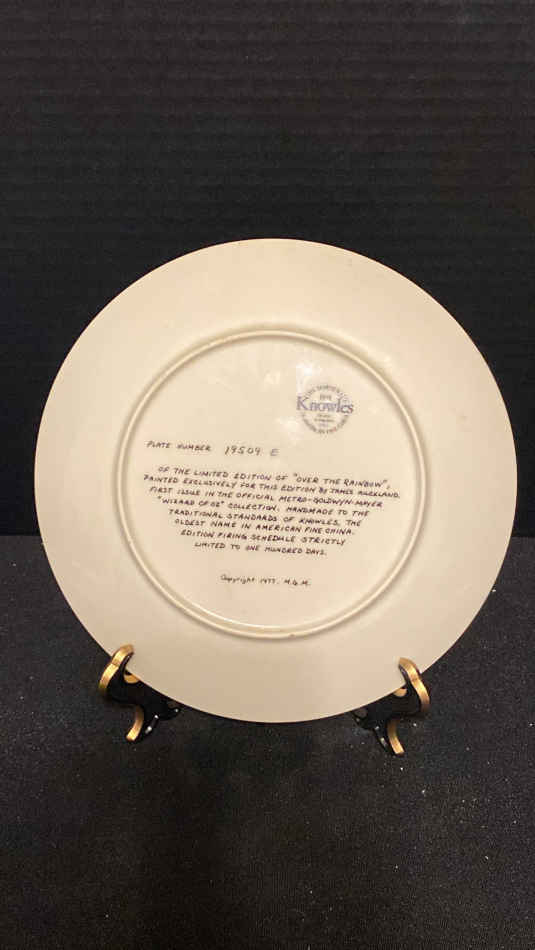 Knowles
PLATE NUMBER 19509 E
OF THE LIMITED EDITION OF "OVER THE RAINBOW",
PAINTED EXCLUSIVELY FOR THIS EDITION BY JAMES AUCKLAND.
FIRST ISSUE IN THE OFFICIAL METRO-GOLDWYN-MAYER
"WIZARD OF OZ" COLLECTION. HANDMADE TO THE
TRADITIONAL STANDARDS OF KNOWLES, THE
OLDEST NAME IN AMERICAN FINE CHINA.
EDITION FIRING SCHEDULE STRICTLY
LIMITED TO ONE HUNDRED DAYS.
Copyright 1977. M.G.M.